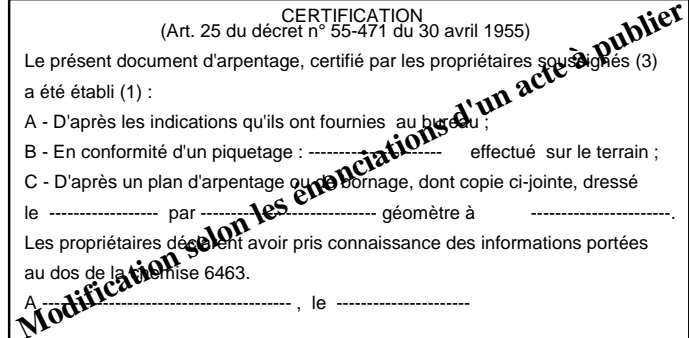 CERTIFICATION
(Art. 25 du décret n° 55-471 du 30 avril 1955)
Le présent document d'arpentage, certifié par les propriétaires soussignés (3)
a été établi (1) :
A - D'après les indications qu'ils ont fournies au bureau ;
B - En conformité d'un piquetage : ---------------------- effectué sur le terrain ;
C - D'après un plan d'arpentage ou de bornage, dont copie ci-jointe, dressé
le ------------------ par ----------------------------- géomètre à -----------------------.
Les propriétaires déclarent avoir pris connaissance des informations portées
au dos de la chemise 6463.
A ----------------------------------------- , le ----------------------
Modification selon les énonciations d'un acte à publier